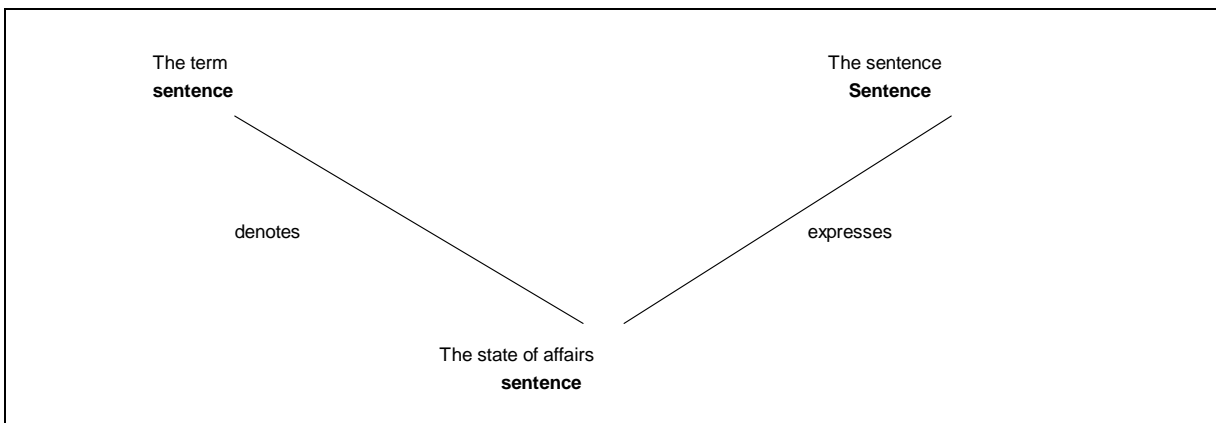 The term
sentence
The sentence
Sentence
denotes
expresses
The state of affairs
sentence